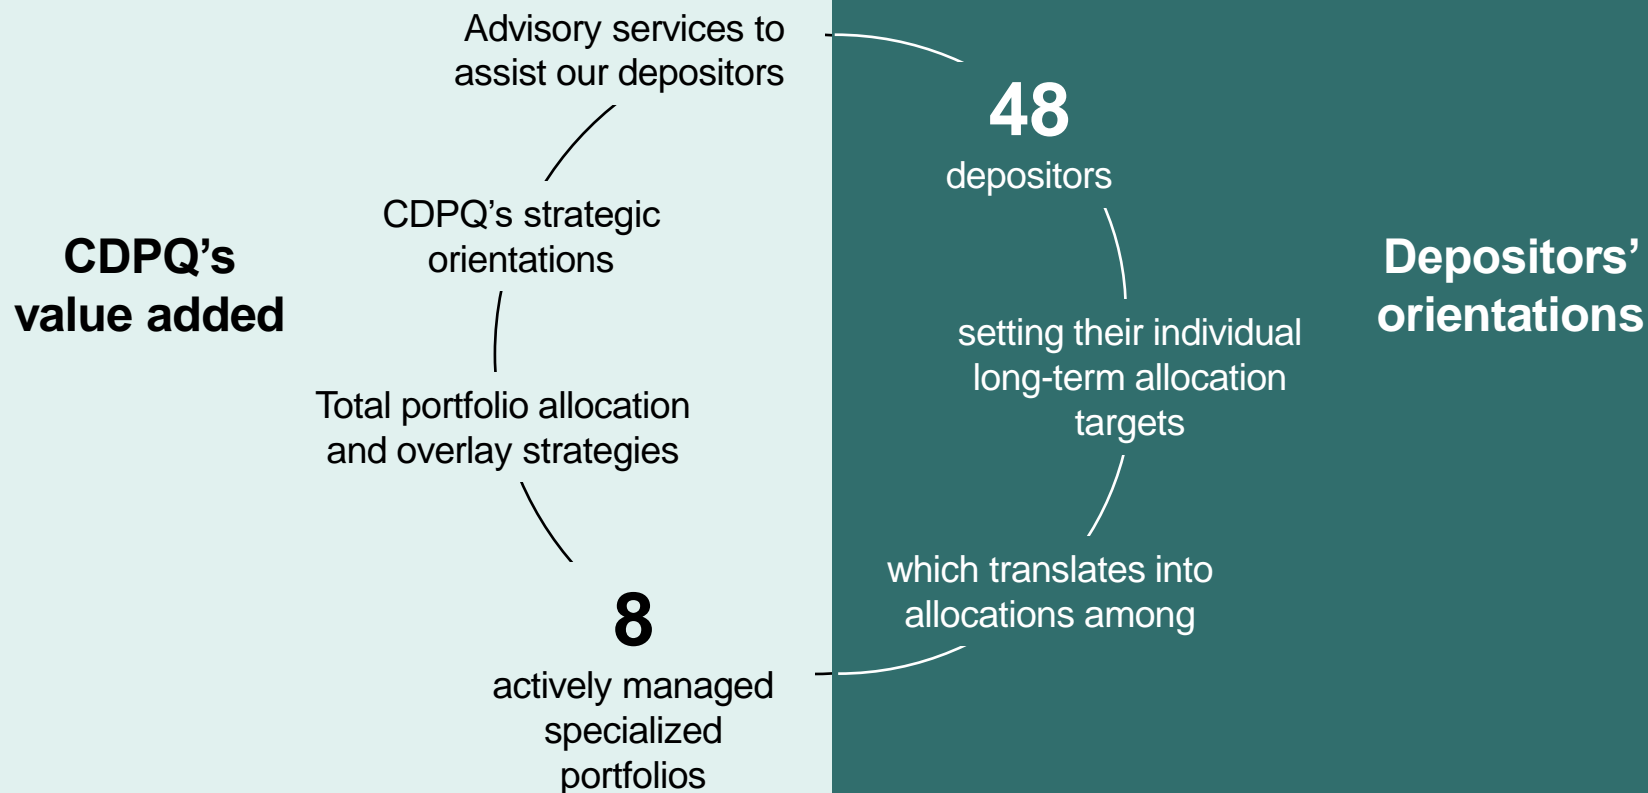 CDPQ’s
value added
Advisory services to
assist our depositors
CDPQ’s strategic
orientations
Total portfolio allocation
and overlay strategies
8
actively managed
specialized
portfolios
48
depositors
setting their individual
long-term allocation
targets
which translates into
allocations among
Depositors’
orientations